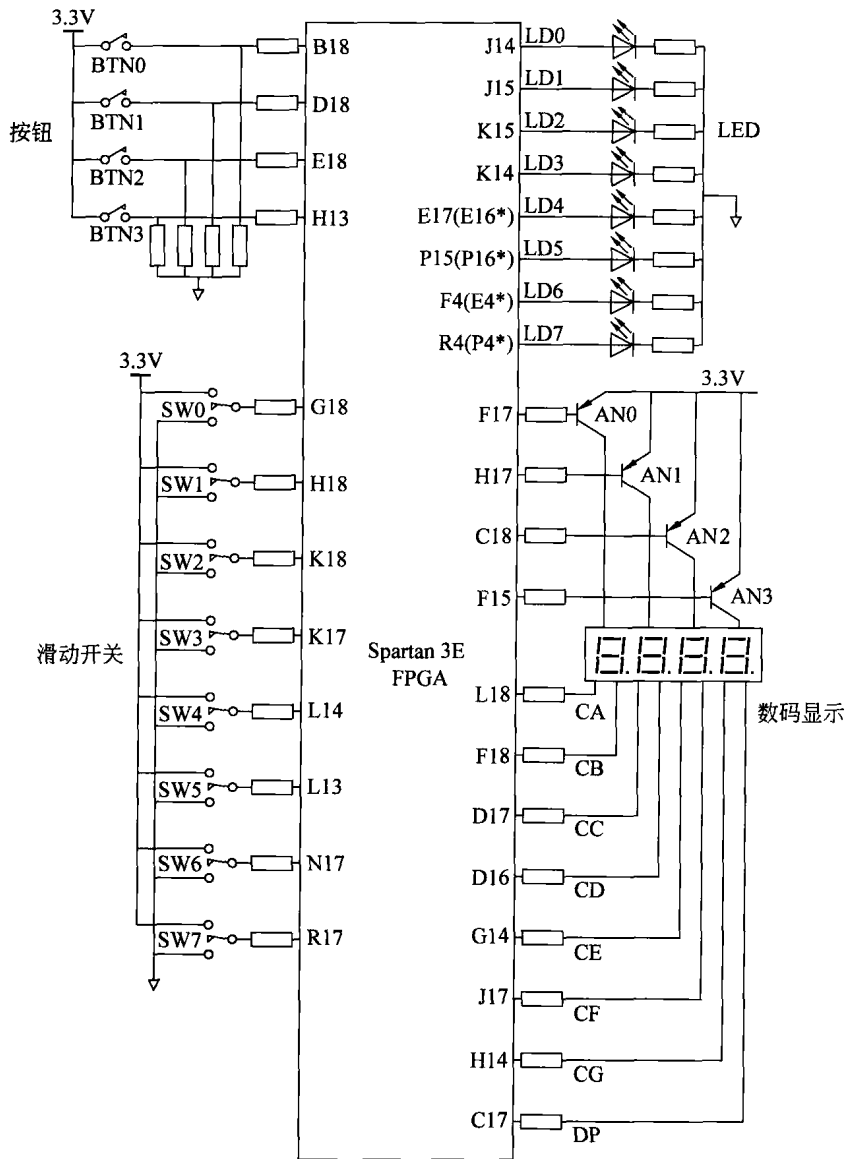 3.3V
BTN0
B18
BTN1
D18
按钮
BTN2
E18
BTN3
H13
J14
LD0
J15
LD1
K15
LD2
LED
K14
LD3
E17(E16*)
LD4
P15(P16*)
LD5
F4(E4*)
LD6
R4(P4*)
LD7
3.3V
SW0
G18
SW1
H18
SW2
K18
滑动开关
SW3
K17
SW4
L14
SW5
L13
SW6
N17
SW7
R17
Spartan 3E
FPGA
3.3V
F17
AN0
H17
AN1
C18
AN2
F15
AN3
8.8.8.8.
数码显示
L18
CA
F18
CB
D17
CC
D16
CD
G14
CE
J17
CF
H14
CG
C17
DP